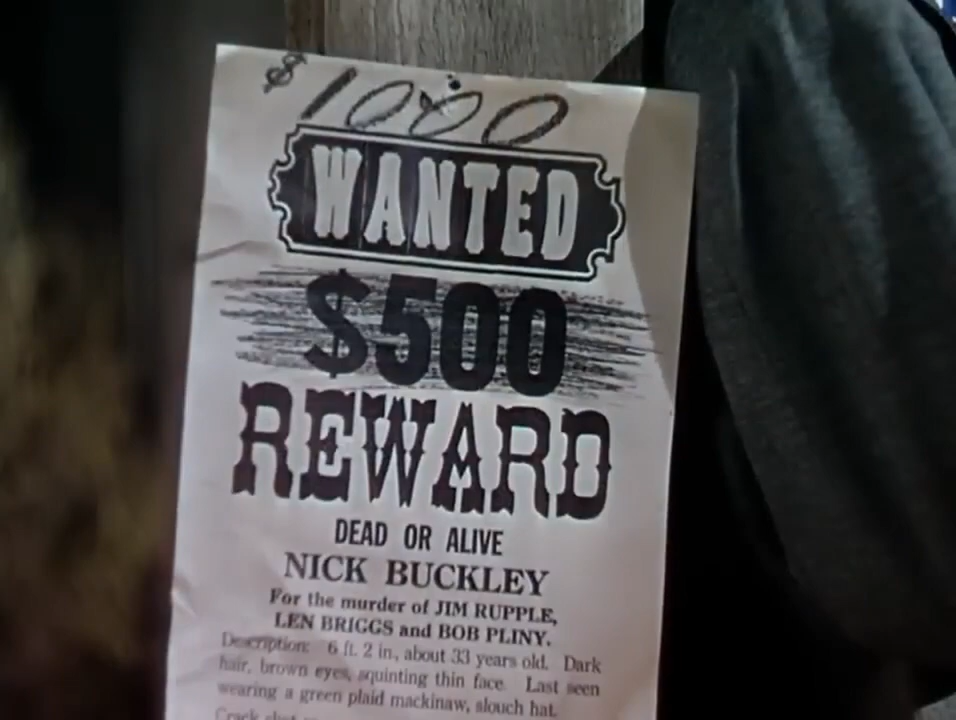 $1000
WANTED
$500
REWARD
DEAD OR ALIVE
NICK BUCKLEY
For the murder of JIM RUPPLE,
LEN BRIGGS and BOB PLINY.
Description: 6 ft. 2 in., about 33 years old. Dark
hair, brown eyes, squinting thin face. Last seen
wearing a green plaid mackinaw, slouch hat.
Crack shot